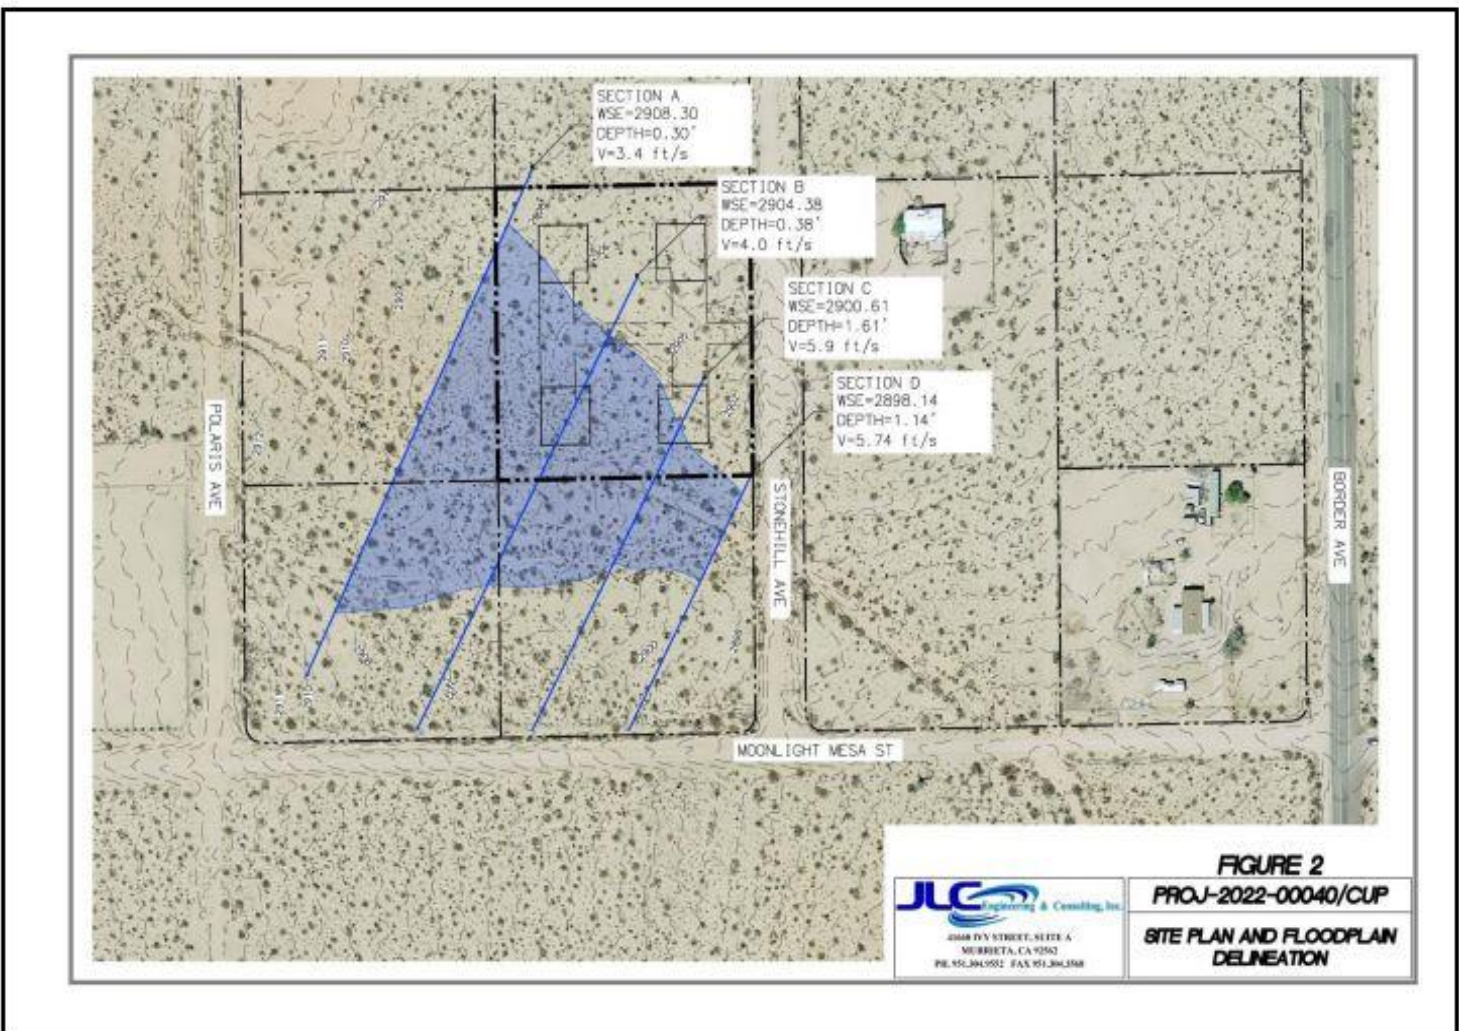 SECTION A
WSE=2908.30
DEPTH=0.30'
V=3.4 ft/s
SECTION B
WSE=2904.38
DEPTH=0.38'
V=4.0 ft/s
SECTION C
WSE=2900.61
DEPTH=1.61'
V=5.9 ft/s
SECTION D
WSE=2898.14
DEPTH=1.14'
V=5.74 ft/s
POLARIS AVE
STONEHILL AVE
BORDER AVE
MOONLIGHT MESA ST
FIGURE 2
PROJ-2022-00040/CUP
SITE PLAN AND FLOODPLAIN
DELINEATION
JLC
Engineering & Consulting, Inc.
IVY STREET, SUITE A
MURRIETA, CA 92562